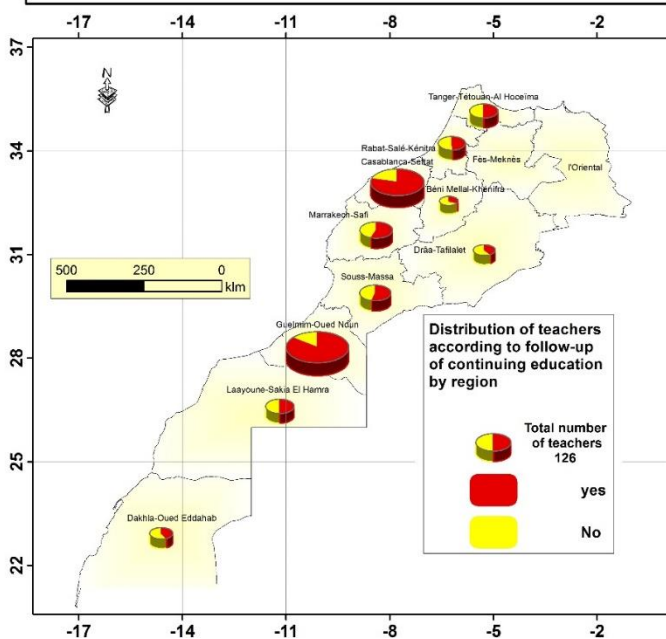 -17 -14 -11 -8 -5 -2
37
34
31
28
25
22
N
Tanger-Tétouan-Al Hoceïma
Rabat-Salé-Kénitra
Casablanca-Settat
Fès-Meknès
l'Oriental
Béni Mellal-Khénifra
Marrakech-Safi
Drâa-Tafilalet
Souss-Massa
Guelmim-Oued Noun
Laayoune-Sakia El Hamra
Dakhla-Oued Eddahab
500 250 0
klm
Distribution of teachers
according to follow-up
of continuing education
by region
Total number
of teachers
126
yes
No
-17 -14 -11 -8 -5 -2